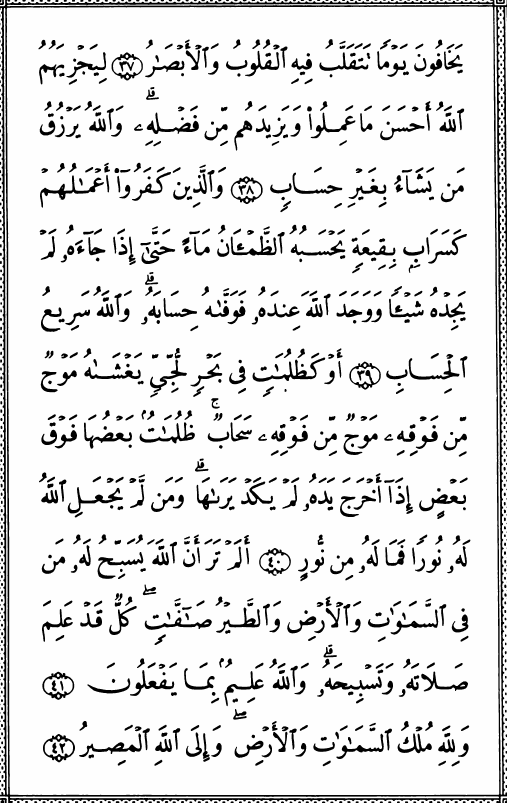 يَخَافُونَ يَوْمًا تَتَقَلَّبُ فِيهِ ٱلْقُلُوبُ وَٱلْأَبْصَٰرُ ۝٣٧ لِيَجْزِيَهُمُ
ٱللَّهُ أَحْسَنَ مَا عَمِلُوا۟ وَيَزِيدَهُم مِّن فَضْلِهِۦ ۗ وَٱللَّهُ يَرْزُقُ
مَن يَشَآءُ بِغَيْرِ حِسَابٍ ۝٣٨ وَٱلَّذِينَ كَفَرُوٓا۟ أَعْمَٰلُهُمْ
كَسَرَابٍۭ بِقِيعَةٍ يَحْسَبُهُ ٱلظَّمْـَٔانُ مَآءً حَتَّىٰٓ إِذَا جَآءَهُۥ لَمْ
يَجِدْهُ شَيْـًٔا وَوَجَدَ ٱللَّهَ عِندَهُۥ فَوَفَّىٰهُ حِسَابَهُۥ ۗ وَٱللَّهُ سَرِيعُ
ٱلْحِسَابِ ۝٣٩ أَوْ كَظُلُمَٰتٍ فِى بَحْرٍ لُّجِّىٍّ يَغْشَىٰهُ مَوْجٌ
مِّن فَوْقِهِۦ مَوْجٌ مِّن فَوْقِهِۦ سَحَابٌ ۚ ظُلُمَٰتٌۢ بَعْضُهَا فَوْقَ
بَعْضٍ إِذَآ أَخْرَجَ يَدَهُۥ لَمْ يَكَدْ يَرَىٰهَا ۗ وَمَن لَّمْ يَجْعَلِ ٱللَّهُ
لَهُۥ نُورًا فَمَا لَهُۥ مِن نُّورٍ ۝٤٠ أَلَمْ تَرَ أَنَّ ٱللَّهَ يُسَبِّحُ لَهُۥ مَن
فِى ٱلسَّمَٰوَٰتِ وَٱلْأَرْضِ وَٱلطَّيْرُ صَٰٓفَّٰتٍ ۖ كُلٌّ قَدْ عَلِمَ
صَلَاتَهُۥ وَتَسْبِيحَهُۥ ۗ وَٱللَّهُ عَلِيمٌۢ بِمَا يَفْعَلُونَ ۝٤١
وَلِلَّهِ مُلْكُ ٱلسَّمَٰوَٰتِ وَٱلْأَرْضِ ۖ وَإِلَى ٱللَّهِ ٱلْمَصِيرُ ۝٤٢